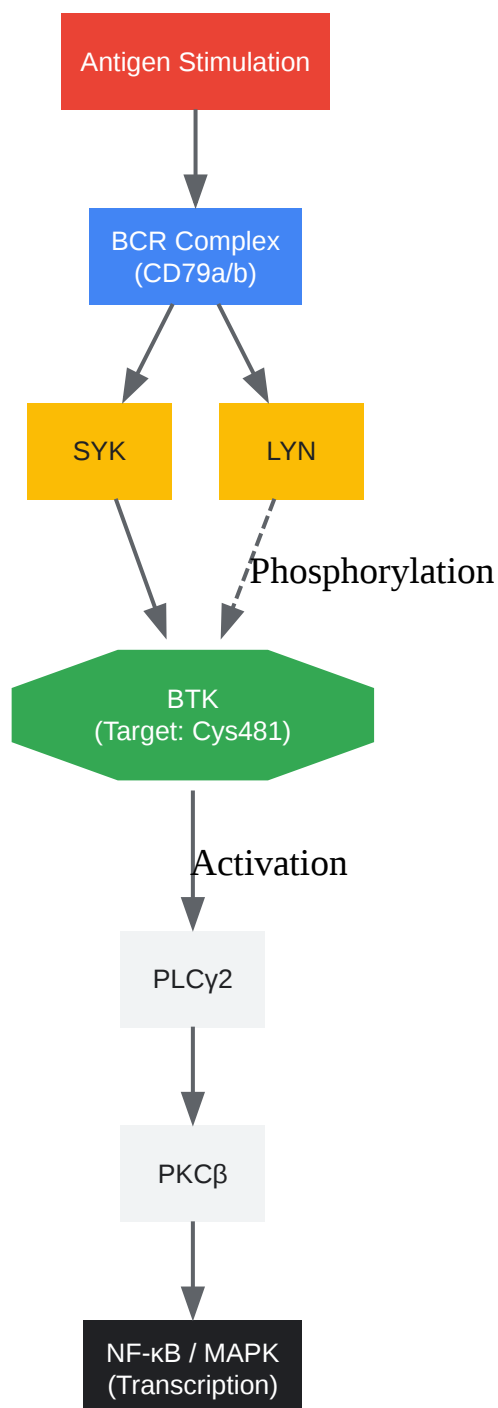 Antigen Stimulation
BCR Complex
(CD79a/b)
SYK
LYN
Phosphorylation
BTK
(Target: Cys481)
Activation
PLCγ2
PKCβ
NF-κB / MAPK
(Transcription)